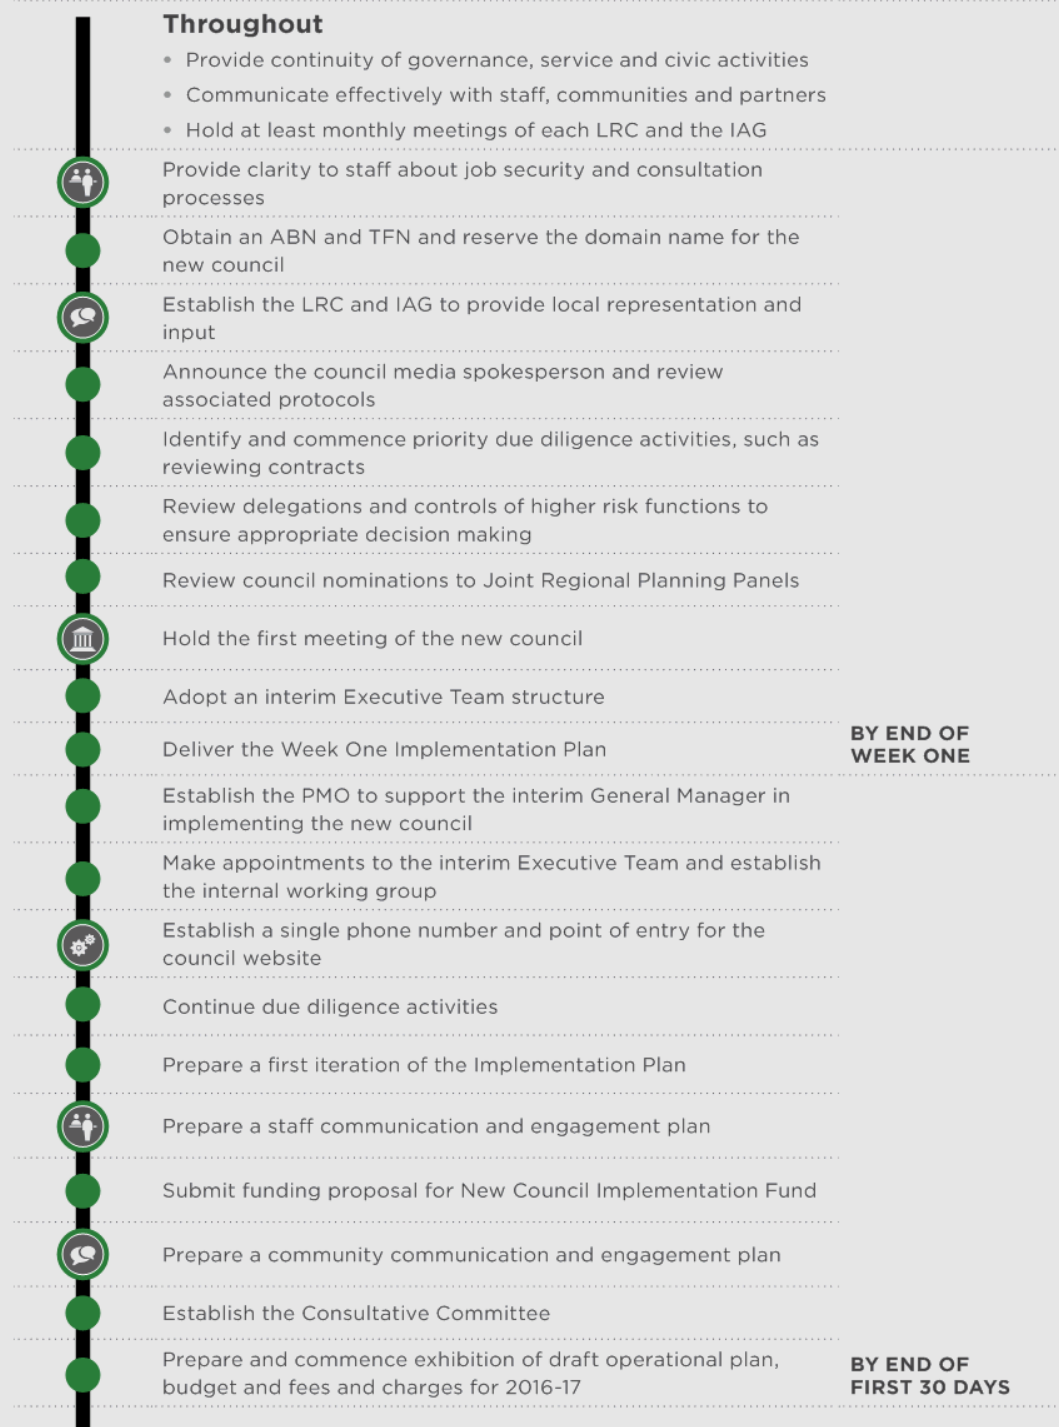 Throughout
• Provide continuity of governance, service and civic activities
• Communicate effectively with staff, communities and partners
• Hold at least monthly meetings of each LRC and the IAG
Provide clarity to staff about job security and consultation
processes
Obtain an ABN and TFN and reserve the domain name for the
new council
Establish the LRC and IAG to provide local representation and
input
Announce the council media spokesperson and review
associated protocols
Identify and commence priority due diligence activities, such as
reviewing contracts
Review delegations and controls of higher risk functions to
ensure appropriate decision making
Review council nominations to Joint Regional Planning Panels
Hold the first meeting of the new council
Adopt an interim Executive Team structure
Deliver the Week One Implementation Plan
BY END OF
WEEK ONE
Establish the PMO to support the interim General Manager in
implementing the new council
Make appointments to the interim Executive Team and establish
the internal working group
Establish a single phone number and point of entry for the
council website
Continue due diligence activities
Prepare a first iteration of the Implementation Plan
Prepare a staff communication and engagement plan
Submit funding proposal for New Council Implementation Fund
Prepare a community communication and engagement plan
Establish the Consultative Committee
Prepare and commence exhibition of draft operational plan,
budget and fees and charges for 2016-17
BY END OF
FIRST 30 DAYS